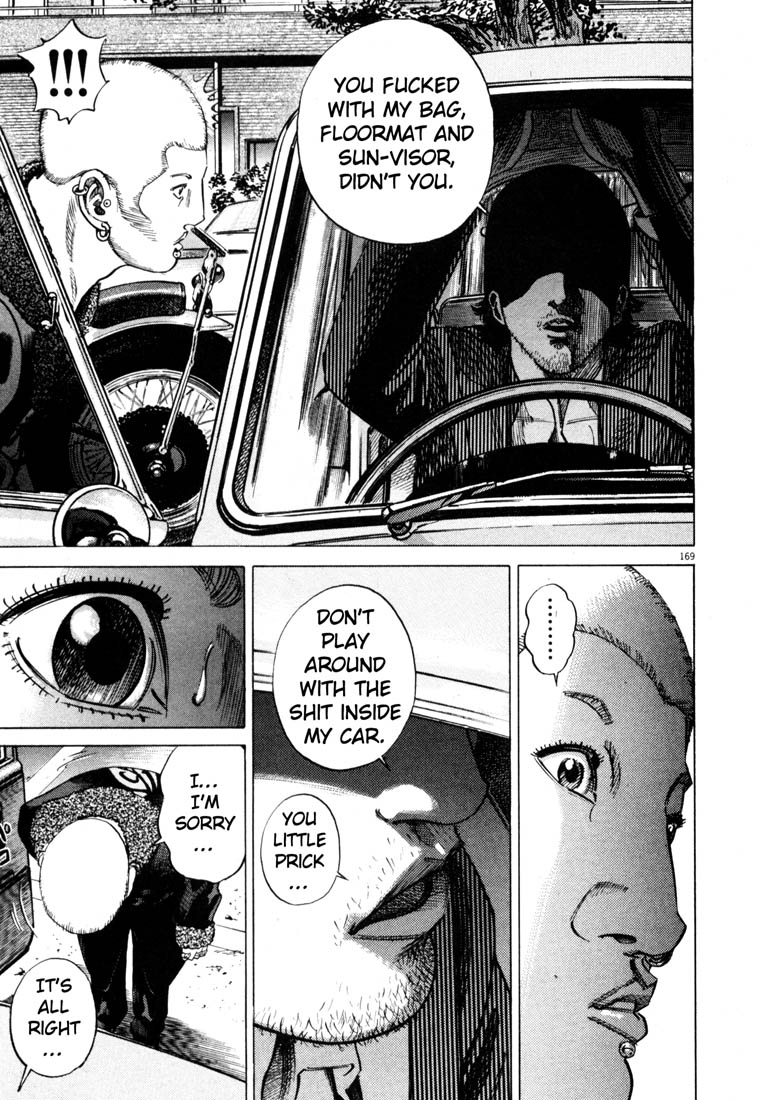 YOU FUCKED
WITH MY BAG,
FLOORMAT AND
SUN-VISOR,
DIDN'T YOU.
!!!
169
........
DON'T
PLAY
AROUND
WITH THE
SHIT INSIDE
MY CAR.
YOU
LITTLE
PRICK
...
I...
I'M
SORRY
...
IT'S
ALL
RIGHT
...